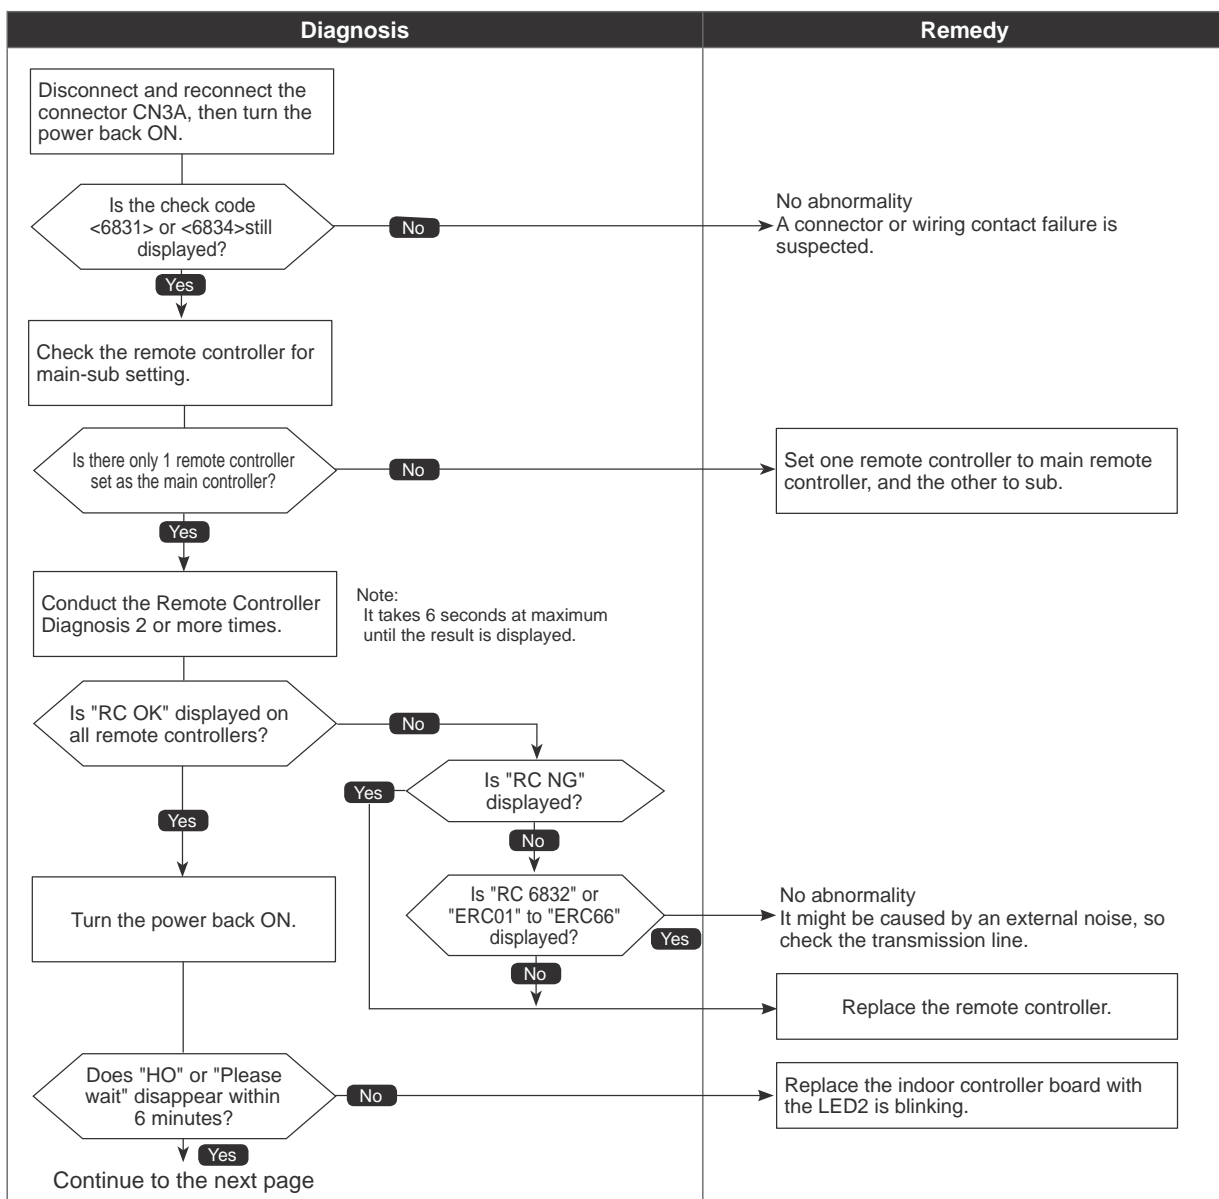 Diagnosis
Remedy
Disconnect and reconnect the
connector CN3A, then turn the
power back ON.
Is the check code
<6831> or <6834>still
displayed?
No
No abnormality
A connector or wiring contact failure is
suspected.
Yes
Check the remote controller for
main-sub setting.
Is there only 1 remote controller
set as the main controller?
No
Set one remote controller to main remote
controller, and the other to sub.
Yes
Conduct the Remote Controller
Diagnosis 2 or more times.
Note:
It takes 6 seconds at maximum
until the result is displayed.
Is "RC OK" displayed on
all remote controllers?
No
Is "RC NG"
displayed?
Yes
No
Yes
Is "RC 6832" or
"ERC01" to "ERC66"
displayed?
Yes
No abnormality
It might be caused by an external noise, so
check the transmission line.
No
Turn the power back ON.
Replace the remote controller.
Does "HO" or "Please
wait" disappear within
6 minutes?
No
Replace the indoor controller board with
the LED2 is blinking.
Yes
Continue to the next page